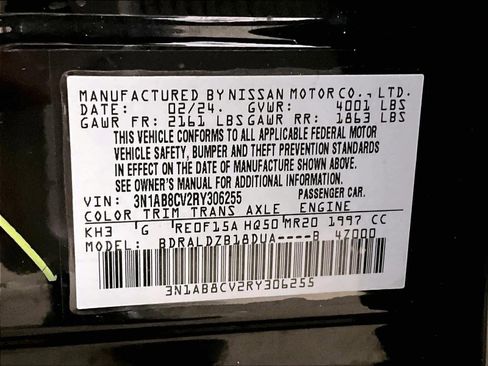 MANUFACTURED BY NISSAN MOTOR CO., LTD.
DATE: 02/24. GVWR: 4001 LBS
GAWR FR: 2161 LBS GAWR RR: 1863 LBS
THIS VEHICLE CONFORMS TO ALL APPLICABLE FEDERAL MOTOR
VEHICLE SAFETY, BUMPER AND THEFT PREVENTION STANDARDS
IN EFFECT ON THE DATE OF MANUFACTURE SHOWN ABOVE.
SEE OWNER'S MANUAL FOR ADDITIONAL INFORMATION.
VIN: 3N1AB8CV2RY306255 PASSENGER CAR.
COLOR TRIM TRANS AXLE ENGINE
KH3 G RE0F15A HQ50 MR20 1997 CC
MODEL: BDRALDZB18DUA----B 4Z000
3N1AB8CV2RY306255